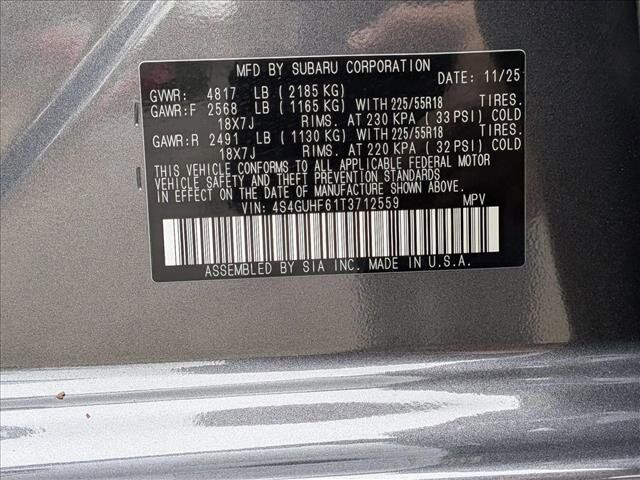 MFD BY SUBARU CORPORATION
DATE: 11/25
GVWR: 4817 LB ( 2185 KG)
GAWR:F 2568 LB ( 1165 KG) WITH 225/55R18 TIRES.
18X7J RIMS. AT 230 KPA ( 33 PSI) COLD
GAWR:R 2491 LB ( 1130 KG) WITH 225/55R18 TIRES.
18X7J RIMS. AT 220 KPA ( 32 PSI) COLD
THIS VEHICLE CONFORMS TO ALL APPLICABLE FEDERAL MOTOR
VEHICLE SAFETY AND BUMPER STANDARDS
IN EFFECT ON THE DATE OF MANUFACTURE SHOWN ABOVE.
VIN: 4S4GUHF61T3712559 MPV
ASSEMBLED BY SIA INC. MADE IN U.S.A.